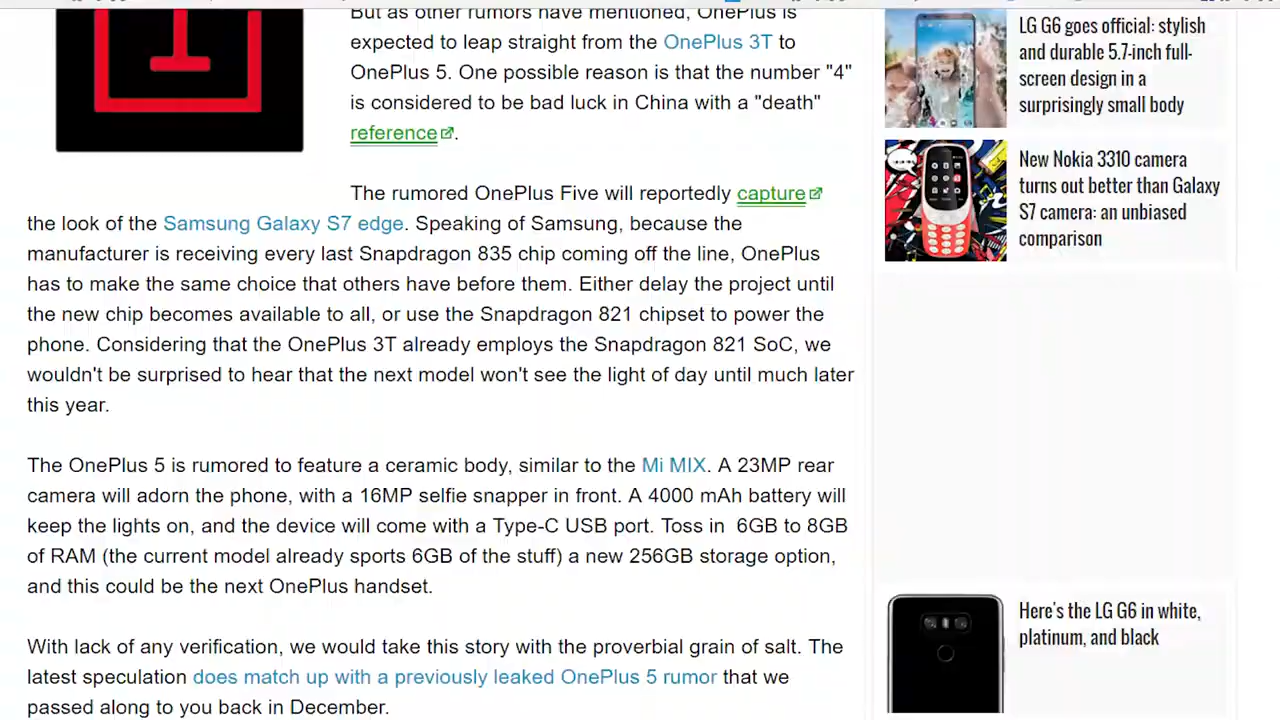 But as other rumors have mentioned, OnePlus is
expected to leap straight from the OnePlus 3T to
OnePlus 5. One possible reason is that the number "4"
is considered to be bad luck in China with a "death"
reference.
The rumored OnePlus Five will reportedly capture
the look of the Samsung Galaxy S7 edge. Speaking of Samsung, because the
manufacturer is receiving every last Snapdragon 835 chip coming off the line, OnePlus
has to make the same choice that others have before them. Either delay the project until
the new chip becomes available to all, or use the Snapdragon 821 chipset to power the
phone. Considering that the OnePlus 3T already employs the Snapdragon 821 SoC, we
wouldn't be surprised to hear that the next model won't see the light of day until much later
this year.
The OnePlus 5 is rumored to feature a ceramic body, similar to the Mi MIX. A 23MP rear
camera will adorn the phone, with a 16MP selfie snapper in front. A 4000 mAh battery will
keep the lights on, and the device will come with a Type-C USB port. Toss in  6GB to 8GB
of RAM (the current model already sports 6GB of the stuff) a new 256GB storage option,
and this could be the next OnePlus handset.
With lack of any verification, we would take this story with the proverbial grain of salt. The
latest speculation does match up with a previously leaked OnePlus 5 rumor that we
passed along to you back in December.
LG G6 goes official: stylish
and durable 5.7-inch full-
screen design in a
surprisingly small body
New Nokia 3310 camera
turns out better than Galaxy
S7 camera: an unbiased
comparison
Here's the LG G6 in white,
platinum, and black